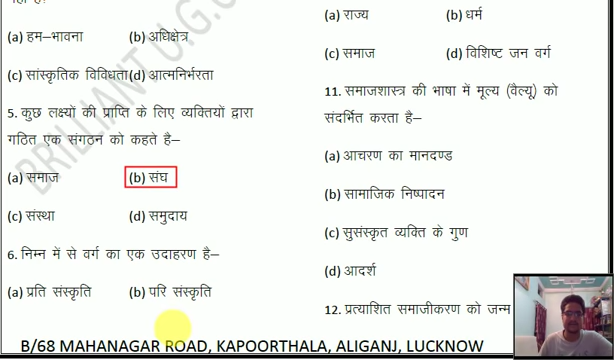 (a) हम–भावना (b) अधिक्षेत्र
(c) सांस्कृतिक विविधता(d) आत्मनिर्भरता
5. कुछ लक्ष्यों की प्राप्ति के लिए व्यक्तियों द्वारा
गठित एक संगठन को कहते है–
(a) समाज (b) संघ
(c) संस्था (d) समुदाय
6. निम्न में से वर्ग का एक उदाहरण है–
(a) प्रति संस्कृति (b) परि संस्कृति
(a) राज्य (b) धर्म
(c) समाज (d) विशिष्ट जन वर्ग
11. समाजशास्त्र की भाषा में मूल्य (वैल्यू) को
संदर्भित करता है–
(a) आचरण का मानदण्ड
(b) सामाजिक निष्पादन
(c) सुसंस्कृत व्यक्ति के गुण
(d) आदर्श
12. प्रत्याशित समाजीकरण को जन्म
B/68 MAHANAGAR ROAD, KAPOORTHALA, ALIGANJ, LUCKNOW
BRILLIANT U.G.C